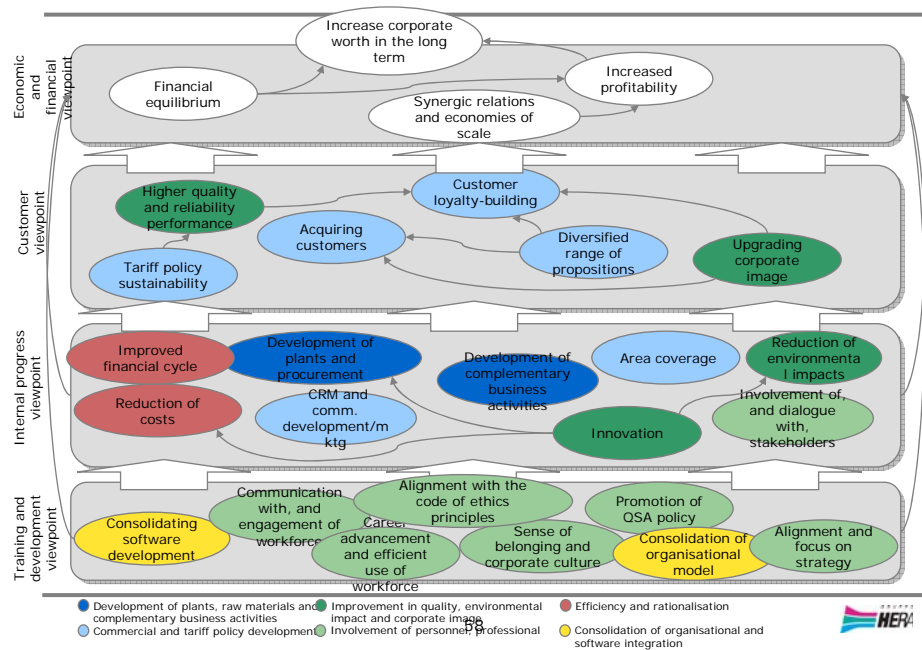 Economic
and
financial
viewpoint
Increase corporate
worth in the long
term
Financial
equilibrium
Increased
profitability
Synergic relations
and economies of
scale
Customer
viewpoint
Higher quality
and reliability
performance
Customer
loyalty-building
Acquiring
customers
Diversified
range of
propositions
Upgrading
corporate
image
Tariff policy
sustainability
Internal progress
viewpoint
Improved
financial cycle
Development of
plants and
procurement
Development of
complementary
business
activities
Area coverage
Reduction of
environmenta
l impacts
Reduction of
costs
CRM and
comm.
development/m
ktg
Innovation
Involvement of,
and dialogue
with,
stakeholders
Training and
development
viewpoint
Consolidating
software
development
Communication
with, and
engagement of
workforce
Career
advancement
and efficient
use of
workforce
Alignment with the
code of ethics
principles
Sense of
belonging and
corporate culture
Promotion of
QSA policy
Consolidation of
organisational
model
Alignment and
focus on
strategy
Development of plants, raw materials and
complementary business activities
Improvement in quality, environmental
impact and corporate image
Efficiency and rationalisation
Commercial and tariff policy development
Involvement of personnel, professional
Consolidation of organisational and
software integration
58
GRUPPO
HERA